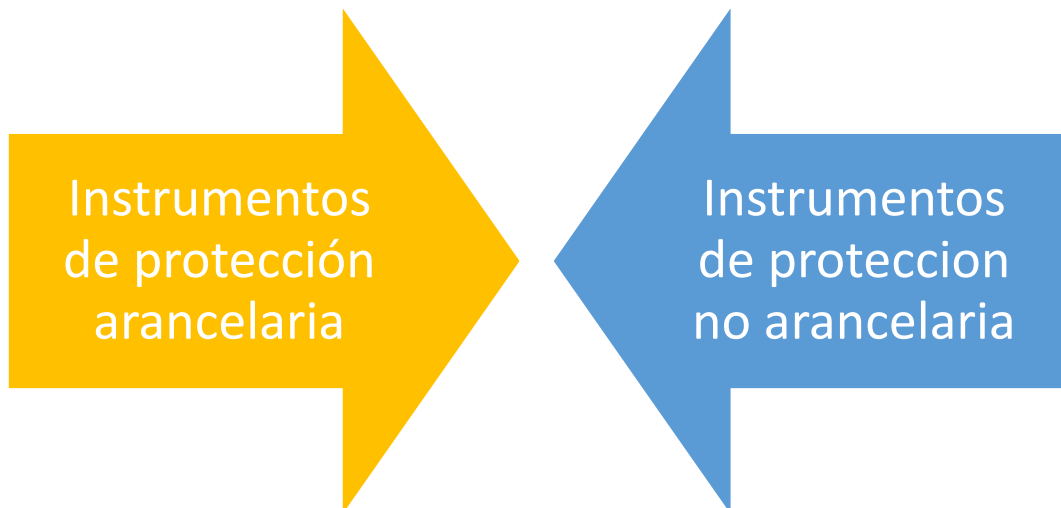 Instrumentos
de protección
arancelaria
Instrumentos
de proteccion
no arancelaria